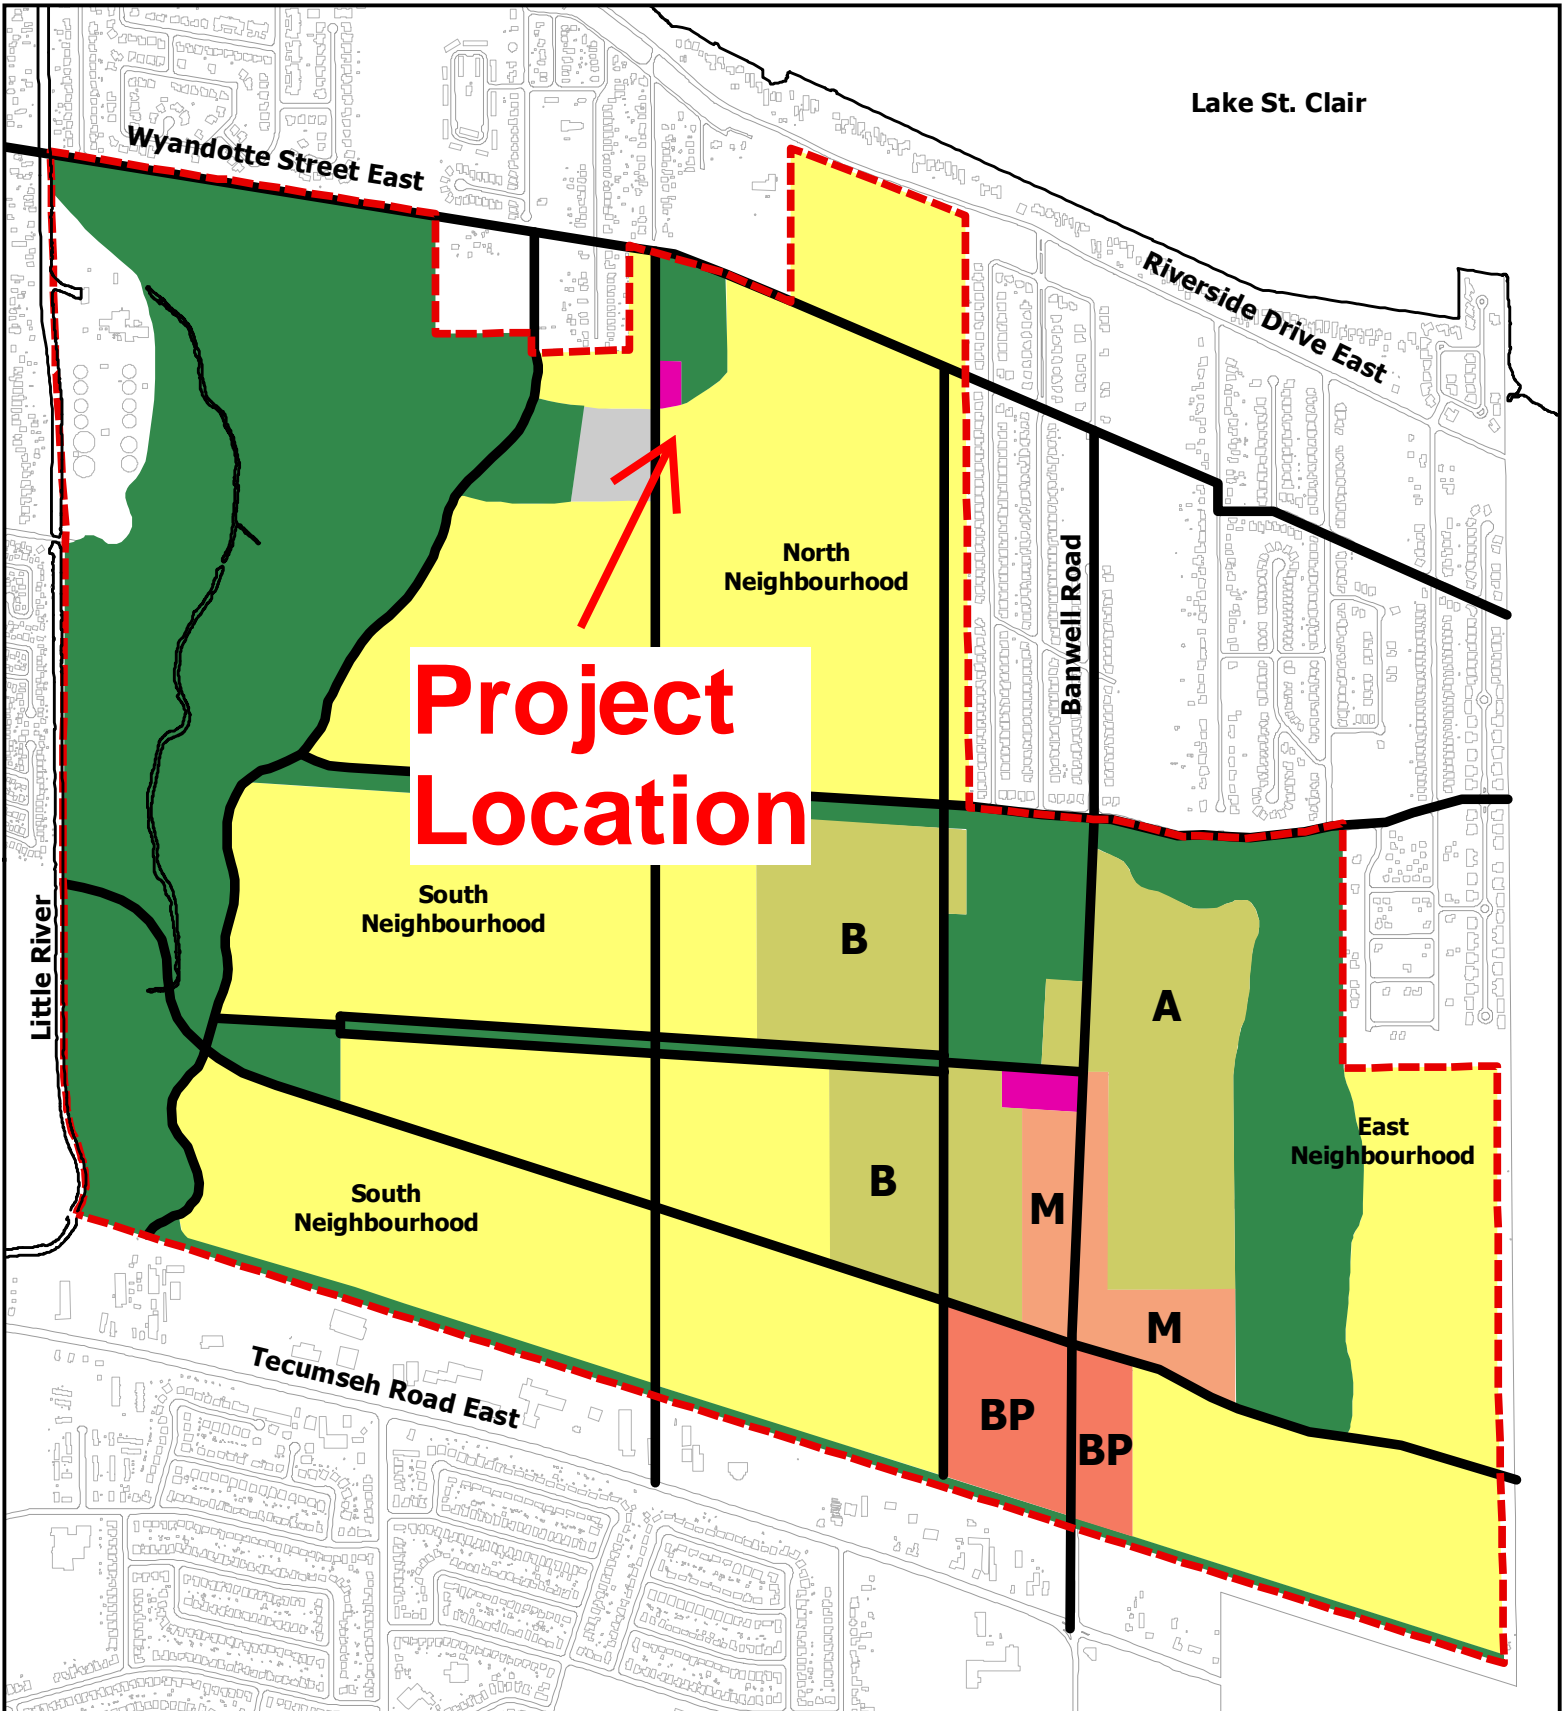 Lake St. Clair
Wyandotte Street East
Riverside Drive East
North
Neighbourhood
Banwell Road
Project
Location
South
Neighbourhood
B
A
Little River
East
Neighbourhood
B
South
Neighbourhood
M
M
Tecumseh Road East
BP
BP